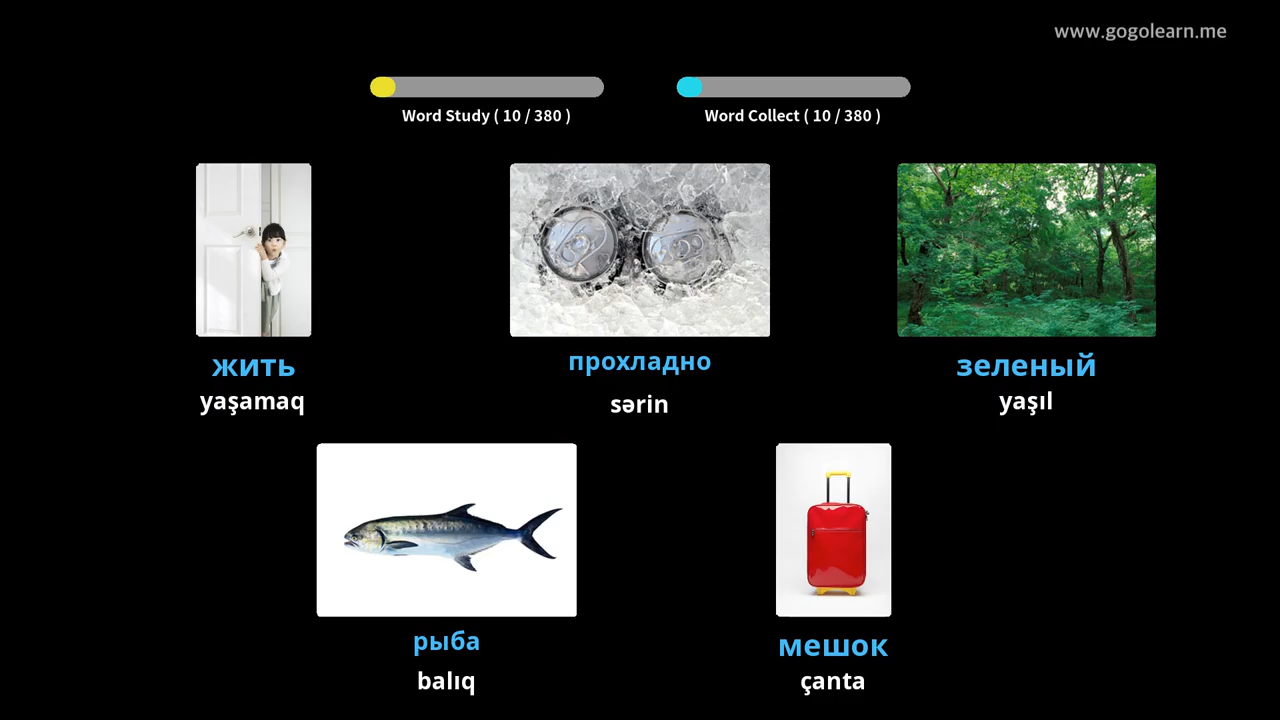 www.gogolearn.me
Word Study ( 10 / 380 )
Word Collect ( 10 / 380 )
жить
yaşamaq
прохладно
sərin
зеленый
yaşıl
рыба
balıq
мешок
çanta